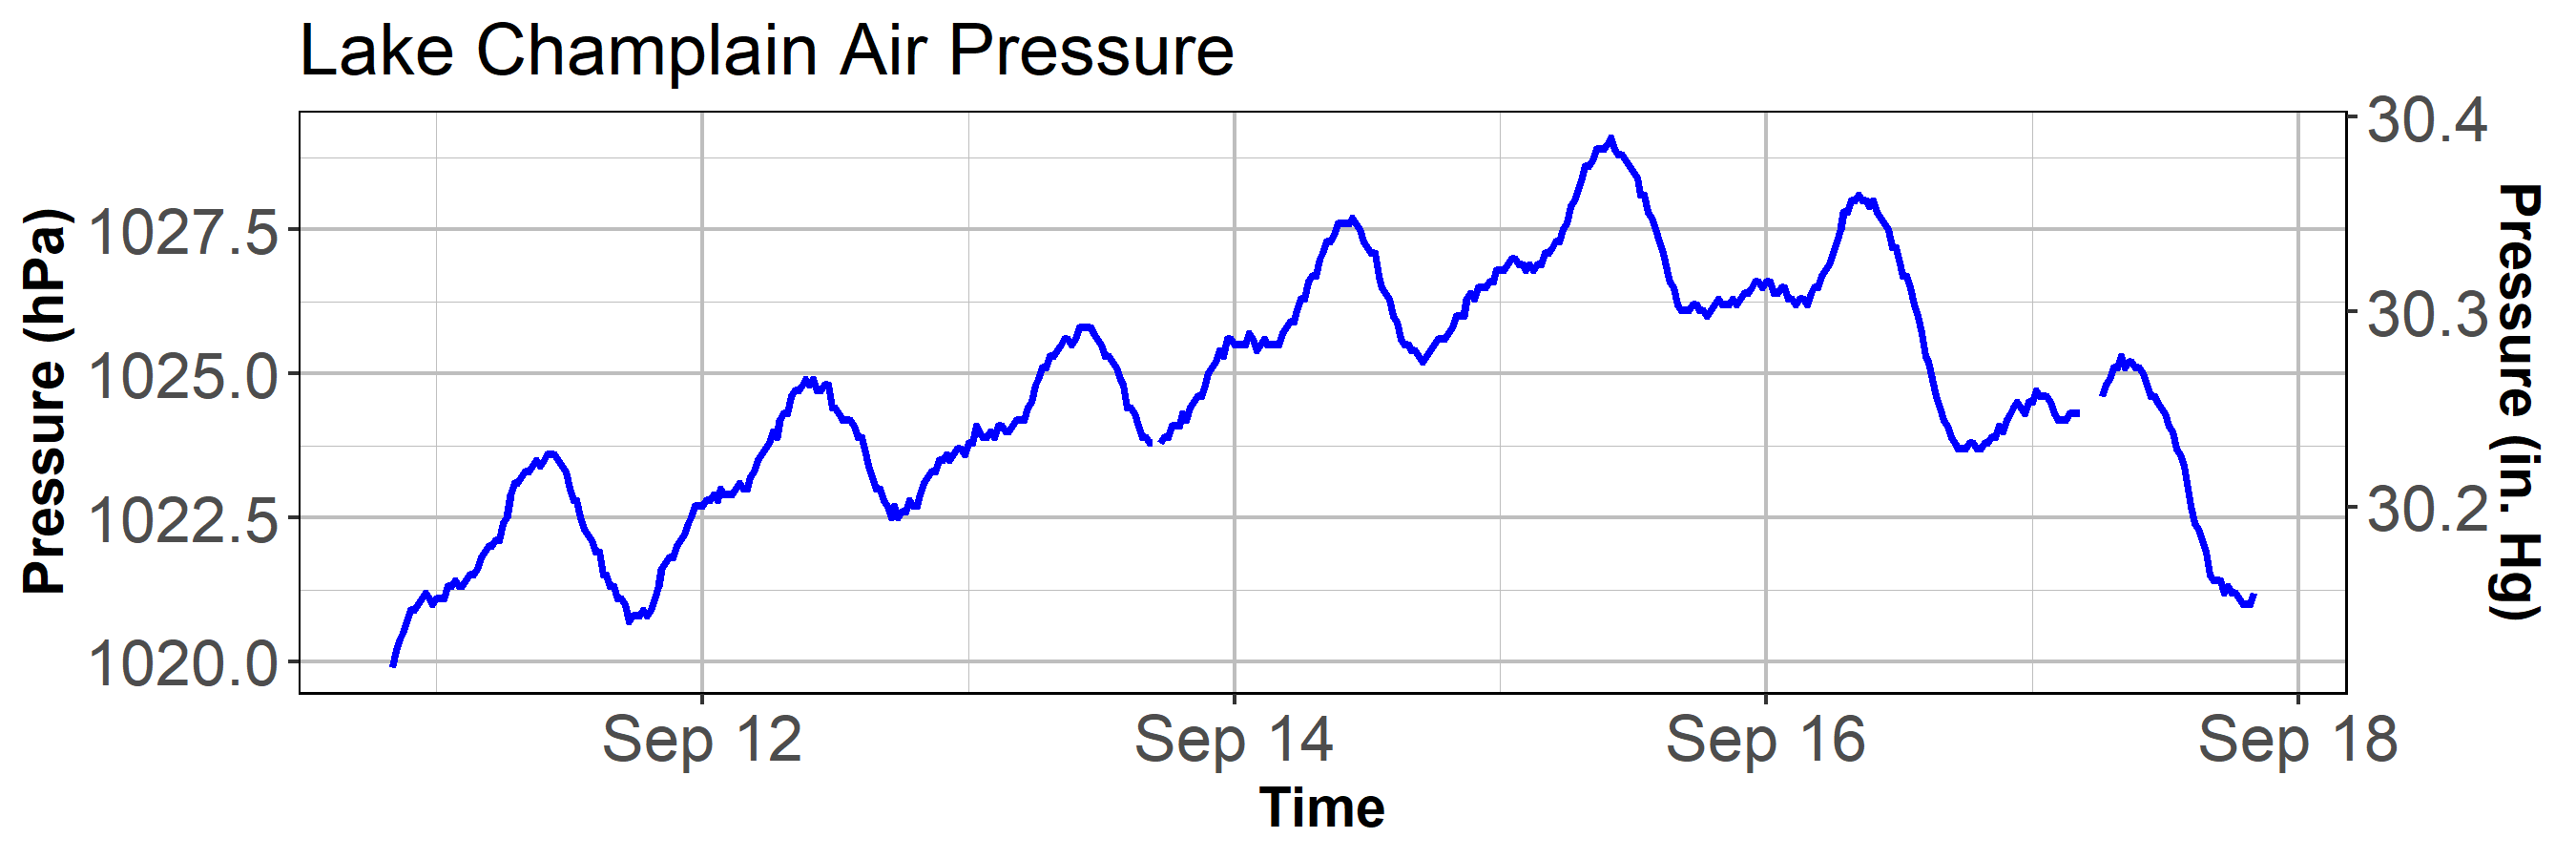 Lake Champlain Air Pressure
Pressure (hPa)
1027.5
1025.0
1022.5
1020.0
30.4
30.3
30.2
Pressure (in. Hg)
Sep 12
Sep 14
Sep 16
Sep 18
Time